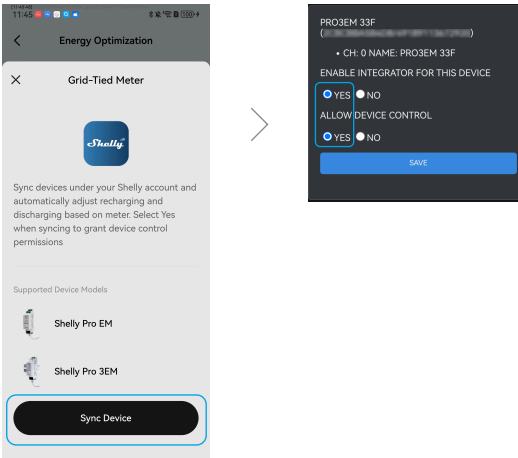 11:45
Energy Optimization
Grid-Tied Meter
Shelly
Sync devices under your Shelly account and
automatically adjust recharging and
discharging based on meter. Select Yes
when syncing to grant device control
permissions
Supported Device Models
Shelly Pro EM
Shelly Pro 3EM
Sync Device
PRO3EM 33F
• CH: 0 NAME: PRO3EM 33F
ENABLE INTEGRATOR FOR THIS DEVICE
YES NO
ALLOW DEVICE CONTROL
YES NO
SAVE